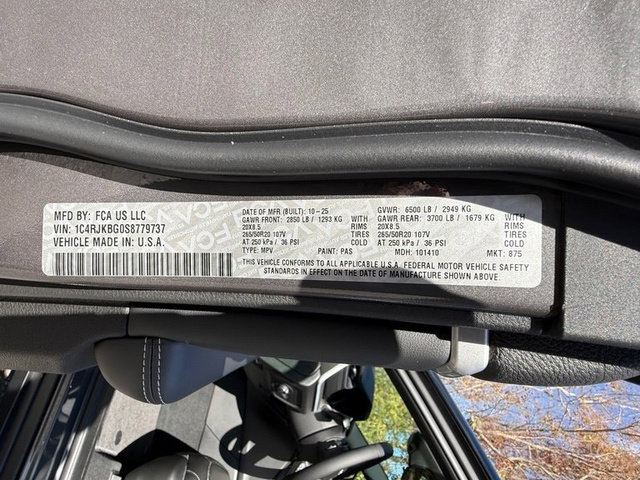 MFD BY: FCA US LLC
VIN: 1C4RJKBG0S8779737
VEHICLE MADE IN U.S.A.
DATE OF MFR (BUILT): 10-25
GAWR FRONT: 2850 LB / 1293 KG WITH
20X8.5 RIMS
265/50R20 107V TIRES
AT 250 kPa / 36 PSI COLD
TYPE: MPV PAINT: PAS
GVWR: 6500 LB / 2949 KG
GAWR REAR: 3700 LB / 1679 KG WITH
20X8.5 RIMS
265/50R20 107V TIRES
AT 250 kPa / 36 PSI COLD
MDH: 101410 MKT: 875
THIS VEHICLE CONFORMS TO ALL APPLICABLE U.S.A. FEDERAL MOTOR VEHICLE SAFETY
STANDARDS IN EFFECT ON THE DATE OF MANUFACTURE SHOWN ABOVE.